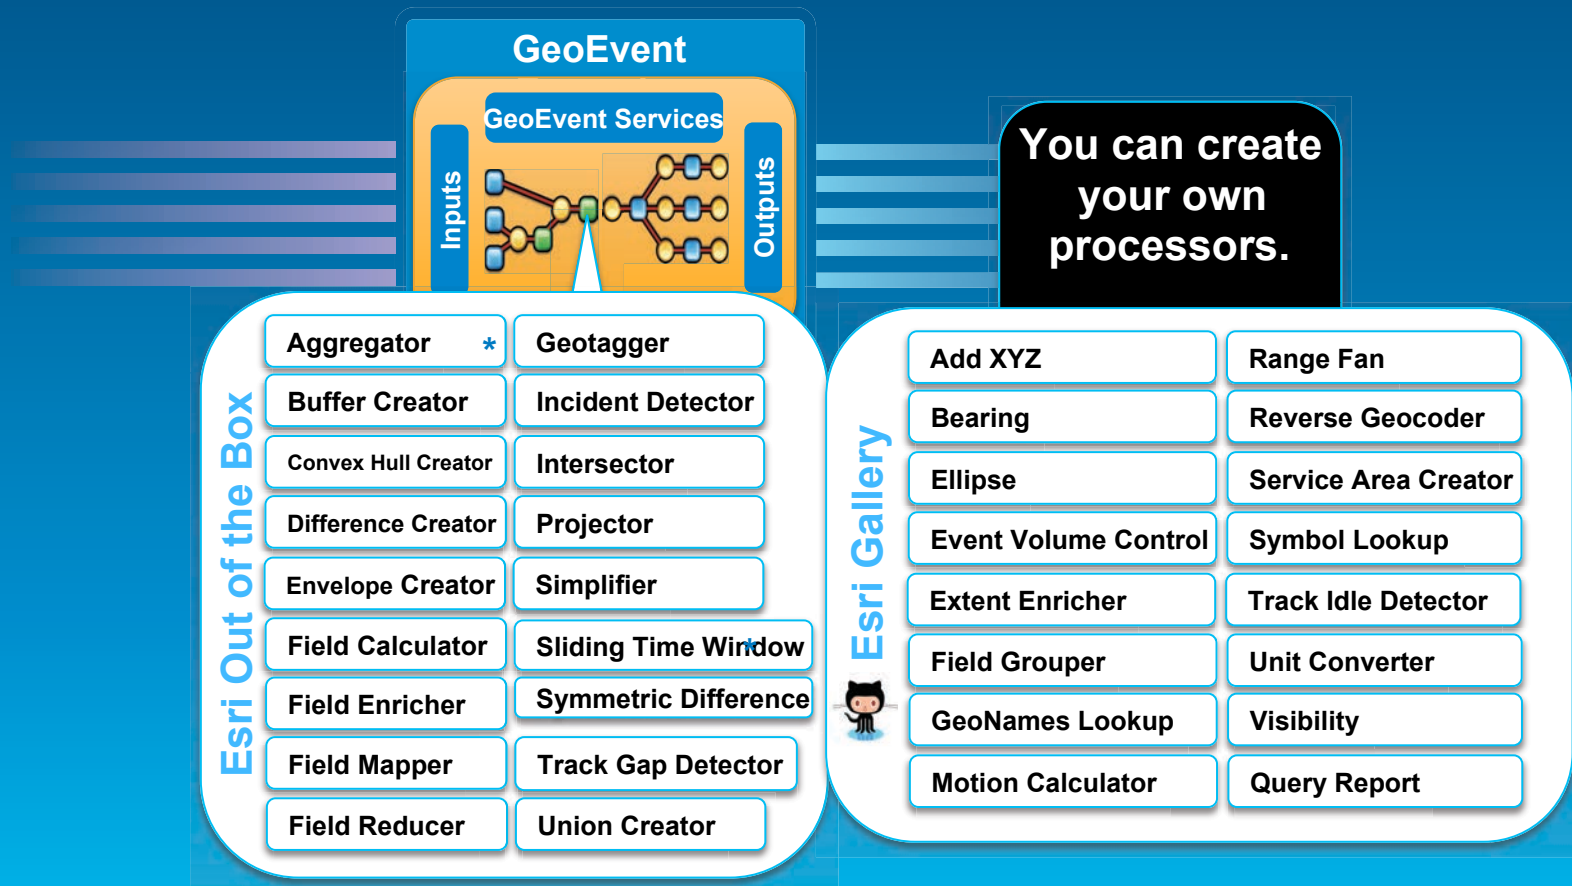 GeoEvent
GeoEvent Services
Inputs
Outputs
You can create
your own
processors.
Esri Out of the Box
Aggregator *
Buffer Creator
Convex Hull Creator
Difference Creator
Envelope Creator
Field Calculator
Field Enricher
Field Mapper
Field Reducer
Geotagger
Incident Detector
Intersector
Projector
Simplifier
Sliding Time Window *
Symmetric Difference
Track Gap Detector
Union Creator
Esri Gallery
Add XYZ
Bearing
Ellipse
Event Volume Control
Extent Enricher
Field Grouper
GeoNames Lookup
Motion Calculator
Range Fan
Reverse Geocoder
Service Area Creator
Symbol Lookup
Track Idle Detector
Unit Converter
Visibility
Query Report